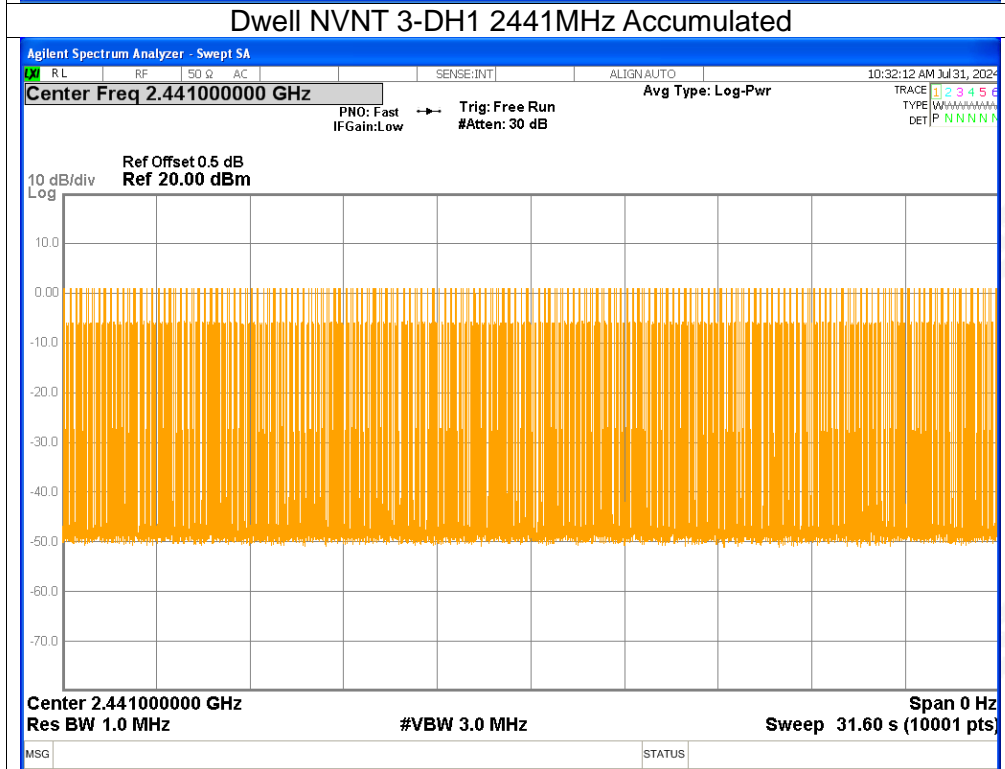 Dwell NVNT 3-DH1 2441MHz Accumulated
Agilent Spectrum Analyzer - Swept SA
LXI RL RF 50 Ω AC SENSE:INT ALIGN AUTO 10:32:12 AM Jul 31, 2024
Center Freq 2.441000000 GHz Avg Type: Log-Pwr TRACE 1 2 3 4 5 6
PNO: Fast Trig: Free Run TYPE
IFGain:Low #Atten: 30 dB DET P N N N N N
Ref Offset 0.5 dB
10 dB/div Ref 20.00 dBm
Log
10.0
0.00
-10.0
-20.0
-30.0
-40.0
-50.0
-60.0
-70.0
Center 2.441000000 GHz Span 0 Hz
Res BW 1.0 MHz #VBW 3.0 MHz Sweep 31.60 s (10001 pts)
MSG STATUS